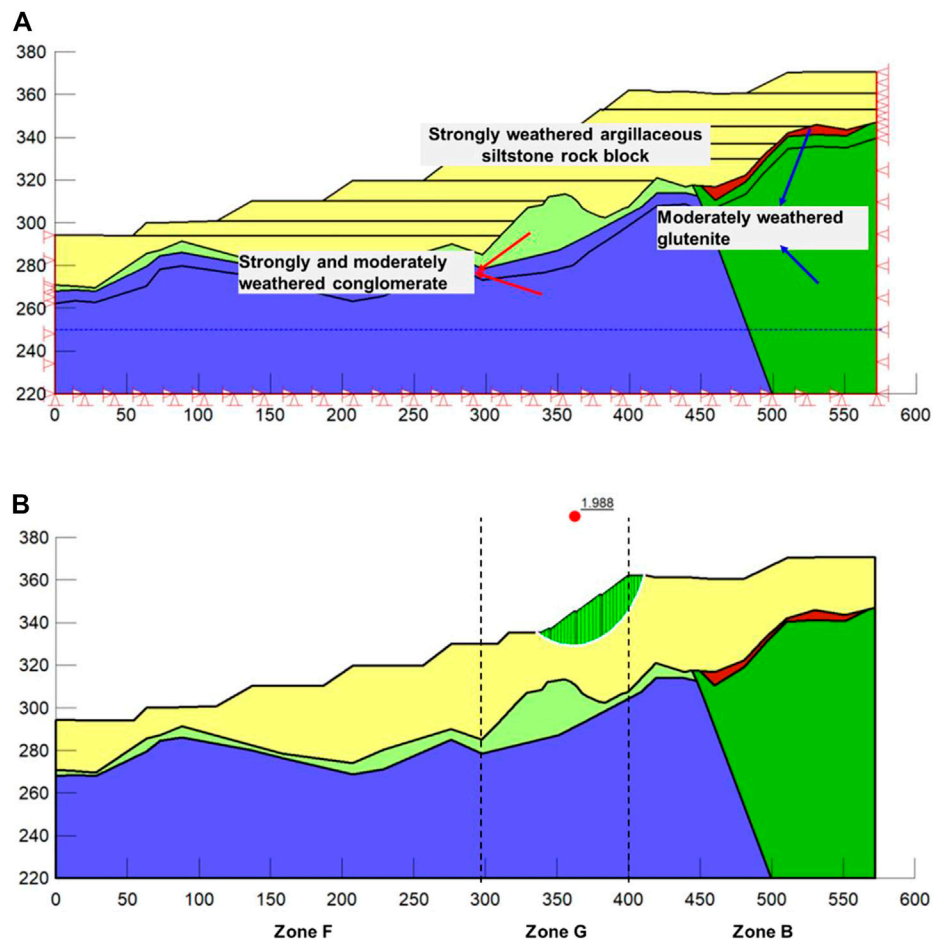 A
380
360
340
320
300
280
260
240
220
Strongly weathered argillaceous
siltstone rock block
Moderately weathered
glutenite
Strongly and moderately
weathered conglomerate
0 50 100 150 200 250 300 350 400 450 500 550 600
B
1.988
380
360
340
320
300
280
260
240
220
0 50 100 150 200 250 300 350 400 450 500 550 600
Zone F Zone G Zone B